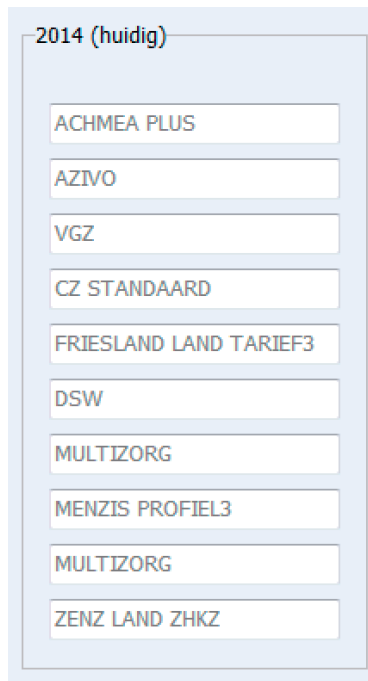 2014 (huidig)
ACHMEA PLUS
AZIVO
VGZ
CZ STANDAARD
FRIESLAND LAND TARIEF3
DSW
MULTIZORG
MENZIS PROFIEL3
MULTIZORG
ZENZ LAND ZHKZ